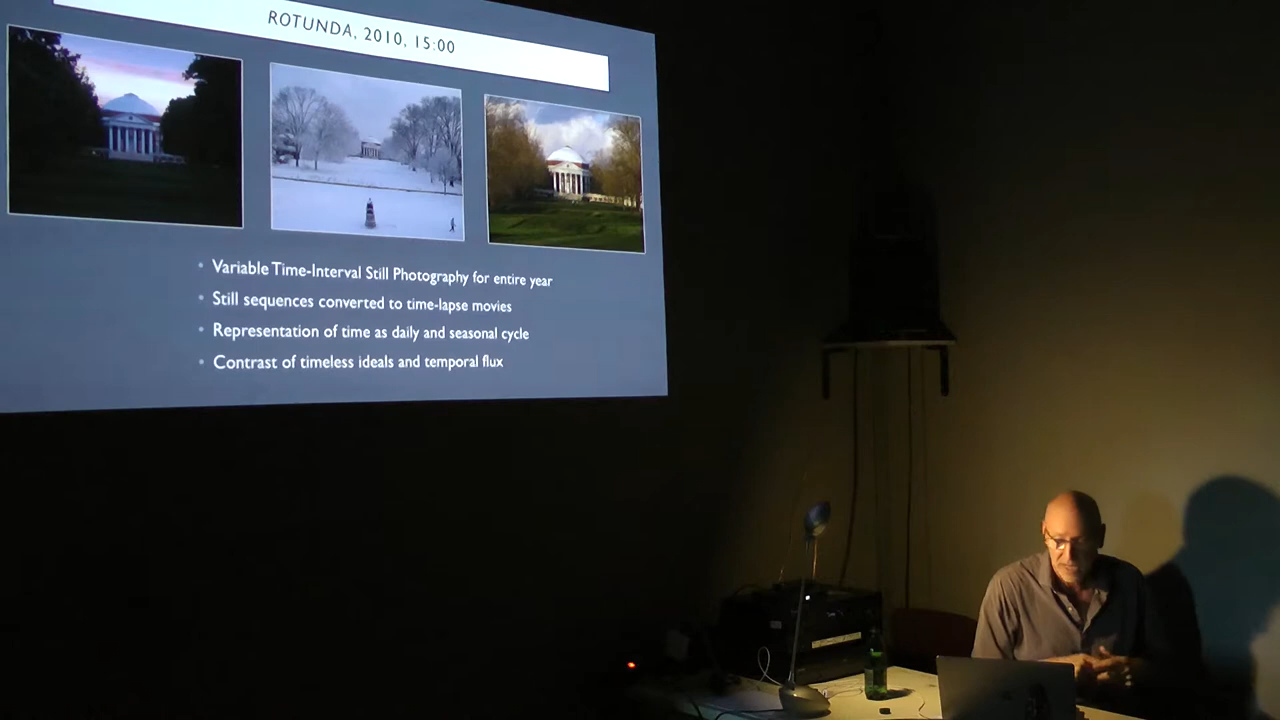 ROTUNDA, 2010, 15:00
Variable Time-Interval Still Photography for entire year
Still sequences converted to time-lapse movies
Representation of time as daily and seasonal cycle
Contrast of timeless ideals and temporal flux